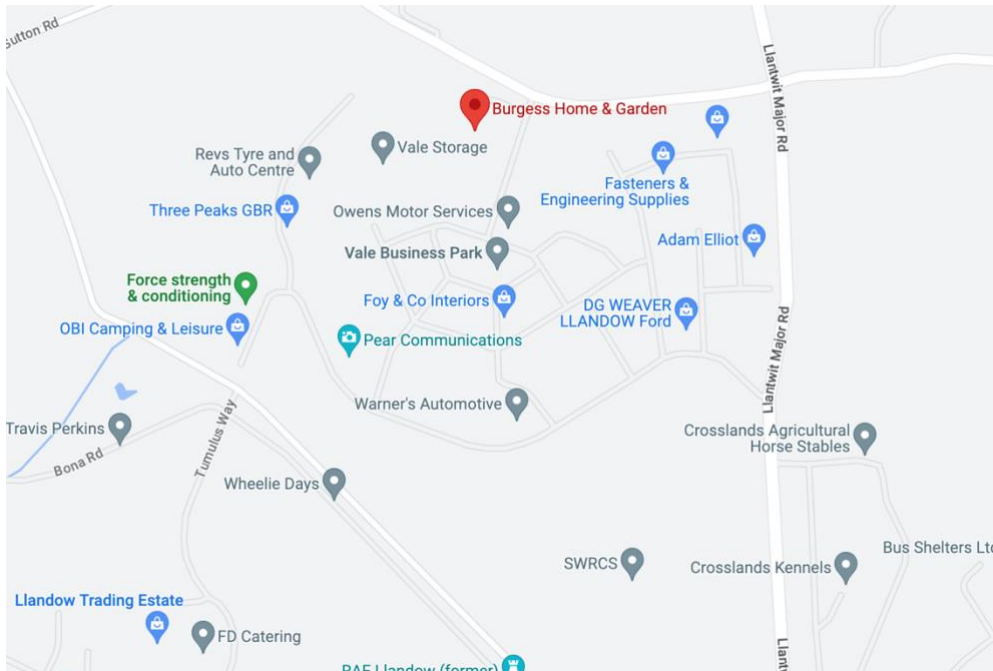 Sutton Rd
Llantwit Major Rd
Burgess Home & Garden
Vale Storage
Revs Tyre and
Auto Centre
Fasteners &
Engineering Supplies
Three Peaks GBR
Owens Motor Services
Adam Elliot
Vale Business Park
Force strength
& conditioning
Foy & Co Interiors
DG WEAVER
LLANDOW Ford
OBI Camping & Leisure
Pear Communications
Llantwit Major Rd
Warner's Automotive
Tumulus Way
Travis Perkins
Crosslands Agricultural
Horse Stables
Bona Rd
Wheelie Days
Bus Shelters Ltd
SWRCS
Crosslands Kennels
Llandow Trading Estate
FD Catering
RAF Llandow (former)